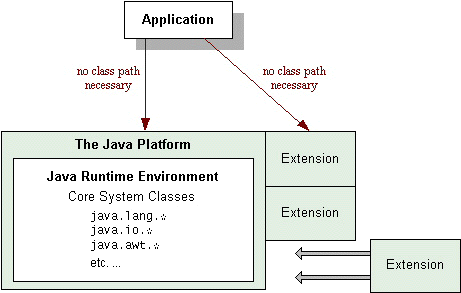 Application
no class path
necessary
no class path
necessary
The Java Platform
Java Runtime Environment
Core System Classes
java.lang.*
java.io.*
java.awt.*
etc. ...
Extension
Extension
Extension